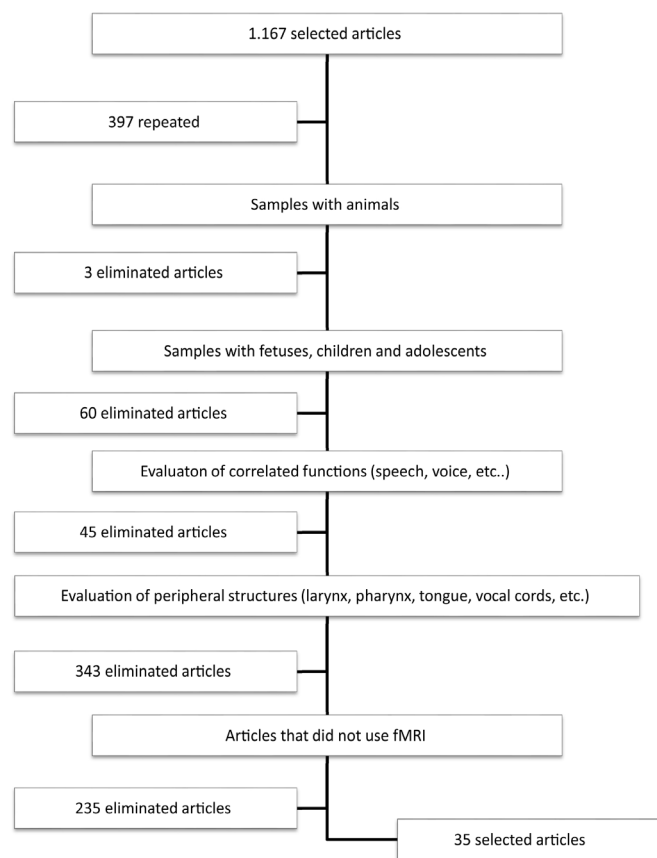 1.167 selected articles
397 repeated
Samples with animals
3 eliminated articles
Samples with fetuses, children and adolescents
60 eliminated articles
Evaluaton of correlated functions (speech, voice, etc..)
45 eliminated articles
Evaluation of peripheral structures (larynx, pharynx, tongue, vocal cords, etc.)
343 eliminated articles
Articles that did not use fMRI
235 eliminated articles
35 selected articles